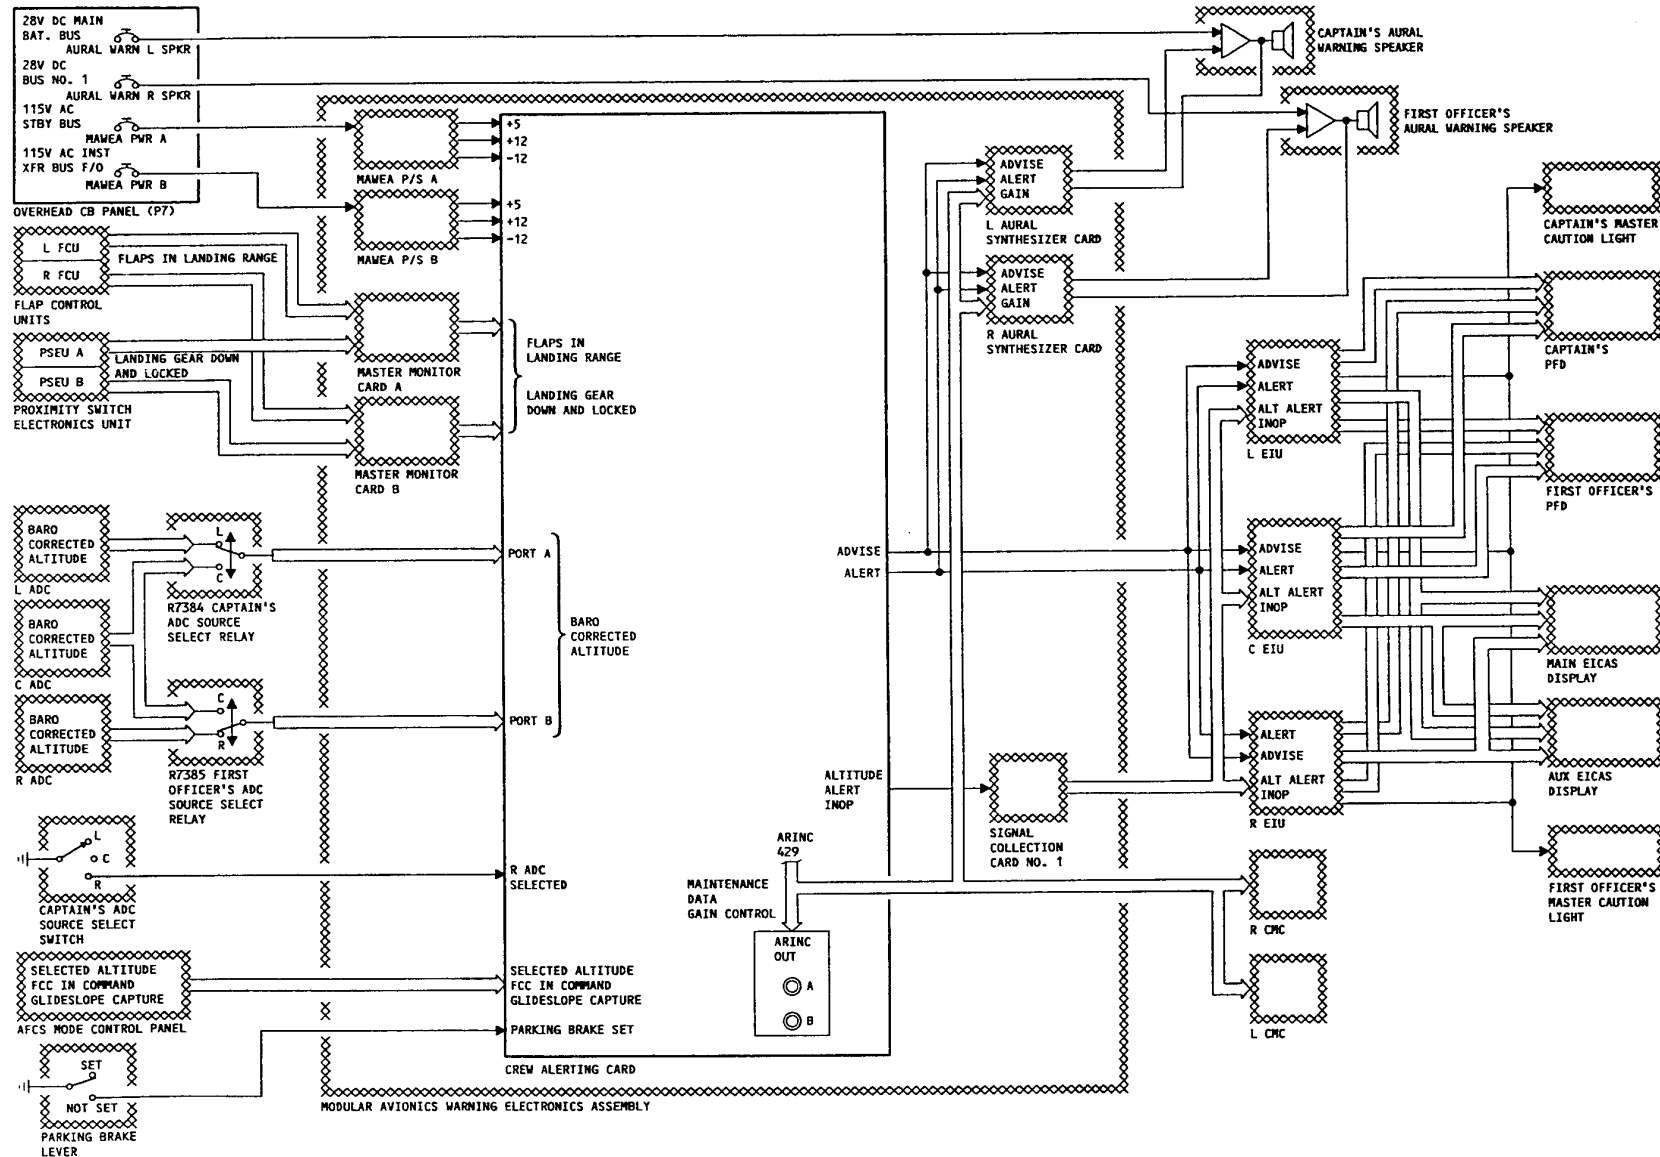 28V DC MAIN
BAT. BUS
AURAL WARN L SPKR
28V DC
BUS NO. 1
AURAL WARN R SPKR
115V AC
STBY BUS
MAWEA PWR A
115V AC INST
XFR BUS F/O
MAWEA PWR B
OVERHEAD CB PANEL (P7)
L FCU
R FCU
FLAPS IN LANDING RANGE
FLAP CONTROL
UNITS
PSEU A
PSEU B
LANDING GEAR DOWN
AND LOCKED
PROXIMITY SWITCH
ELECTRONICS UNIT
BARO
CORRECTED
ALTITUDE
L ADC
BARO
CORRECTED
ALTITUDE
C ADC
BARO
CORRECTED
ALTITUDE
R ADC
L
C
R7384 CAPTAIN'S
ADC SOURCE
SELECT RELAY
C
R
R7385 FIRST
OFFICER'S ADC
SOURCE SELECT
RELAY
L
C
R
CAPTAIN'S ADC
SOURCE SELECT
SWITCH
SELECTED ALTITUDE
FCC IN COMMAND
GLIDESLOPE CAPTURE
AFCS MODE CONTROL PANEL
SET
NOT SET
PARKING BRAKE
LEVER
MAWEA P/S A
MAWEA P/S B
MASTER MONITOR
CARD A
MASTER MONITOR
CARD B
+5
+12
-12
+5
+12
-12
FLAPS IN
LANDING RANGE
LANDING GEAR
DOWN AND LOCKED
PORT A
BARO
CORRECTED
ALTITUDE
PORT B
R ADC
SELECTED
SELECTED ALTITUDE
FCC IN COMMAND
GLIDESLOPE CAPTURE
PARKING BRAKE SET
ADVISE
ALERT
ALTITUDE
ALERT
INOP
ARINC
429
MAINTENANCE
DATA
GAIN CONTROL
ARINC
OUT
A
B
CREW ALERTING CARD
MODULAR AVIONICS WARNING ELECTRONICS ASSEMBLY
ADVISE
ALERT
GAIN
L AURAL
SYNTHESIZER CARD
ADVISE
ALERT
GAIN
R AURAL
SYNTHESIZER CARD
SIGNAL
COLLECTION
CARD NO. 1
CAPTAIN'S AURAL
WARNING SPEAKER
FIRST OFFICER'S
AURAL WARNING SPEAKER
ADVISE
ALERT
ALT ALERT
INOP
L EIU
ADVISE
ALERT
ALT ALERT
INOP
C EIU
ALERT
ADVISE
ALT ALERT
INOP
R EIU
R CMC
L CMC
CAPTAIN'S MASTER
CAUTION LIGHT
CAPTAIN'S
PFD
FIRST OFFICER'S
PFD
MAIN EICAS
DISPLAY
AUX EICAS
DISPLAY
FIRST OFFICER'S
MASTER CAUTION
LIGHT